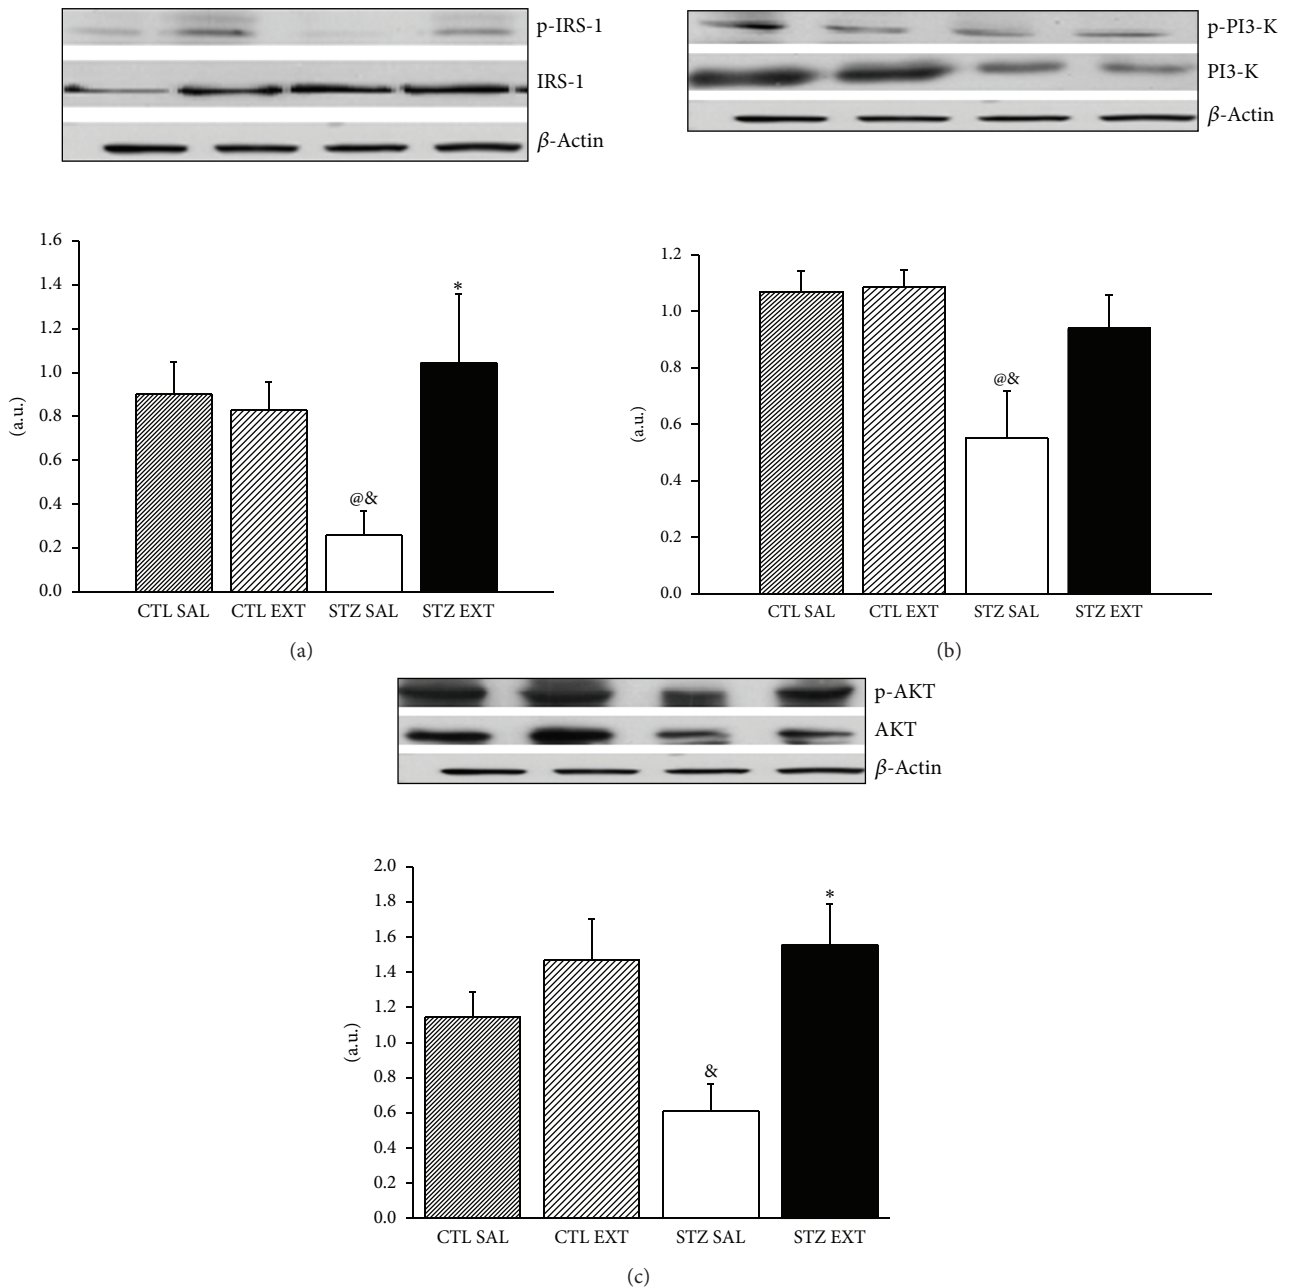 p-IRS-1
IRS-1
β-Actin
1.6
1.4
1.2
1.0
0.8
0.6
0.4
0.2
0.0
(a.u.)
@&
*
CTL SAL CTL EXT STZ SAL STZ EXT
(a)
p-PI3-K
PI3-K
β-Actin
1.2
1.0
0.8
0.6
0.4
0.2
0.0
(a.u.)
@&
CTL SAL CTL EXT STZ SAL STZ EXT
(b)
p-AKT
AKT
β-Actin
2.0
1.8
1.6
1.4
1.2
1.0
0.8
0.6
0.4
0.2
0.0
(a.u.)
&
*
CTL SAL CTL EXT STZ SAL STZ EXT
(c)